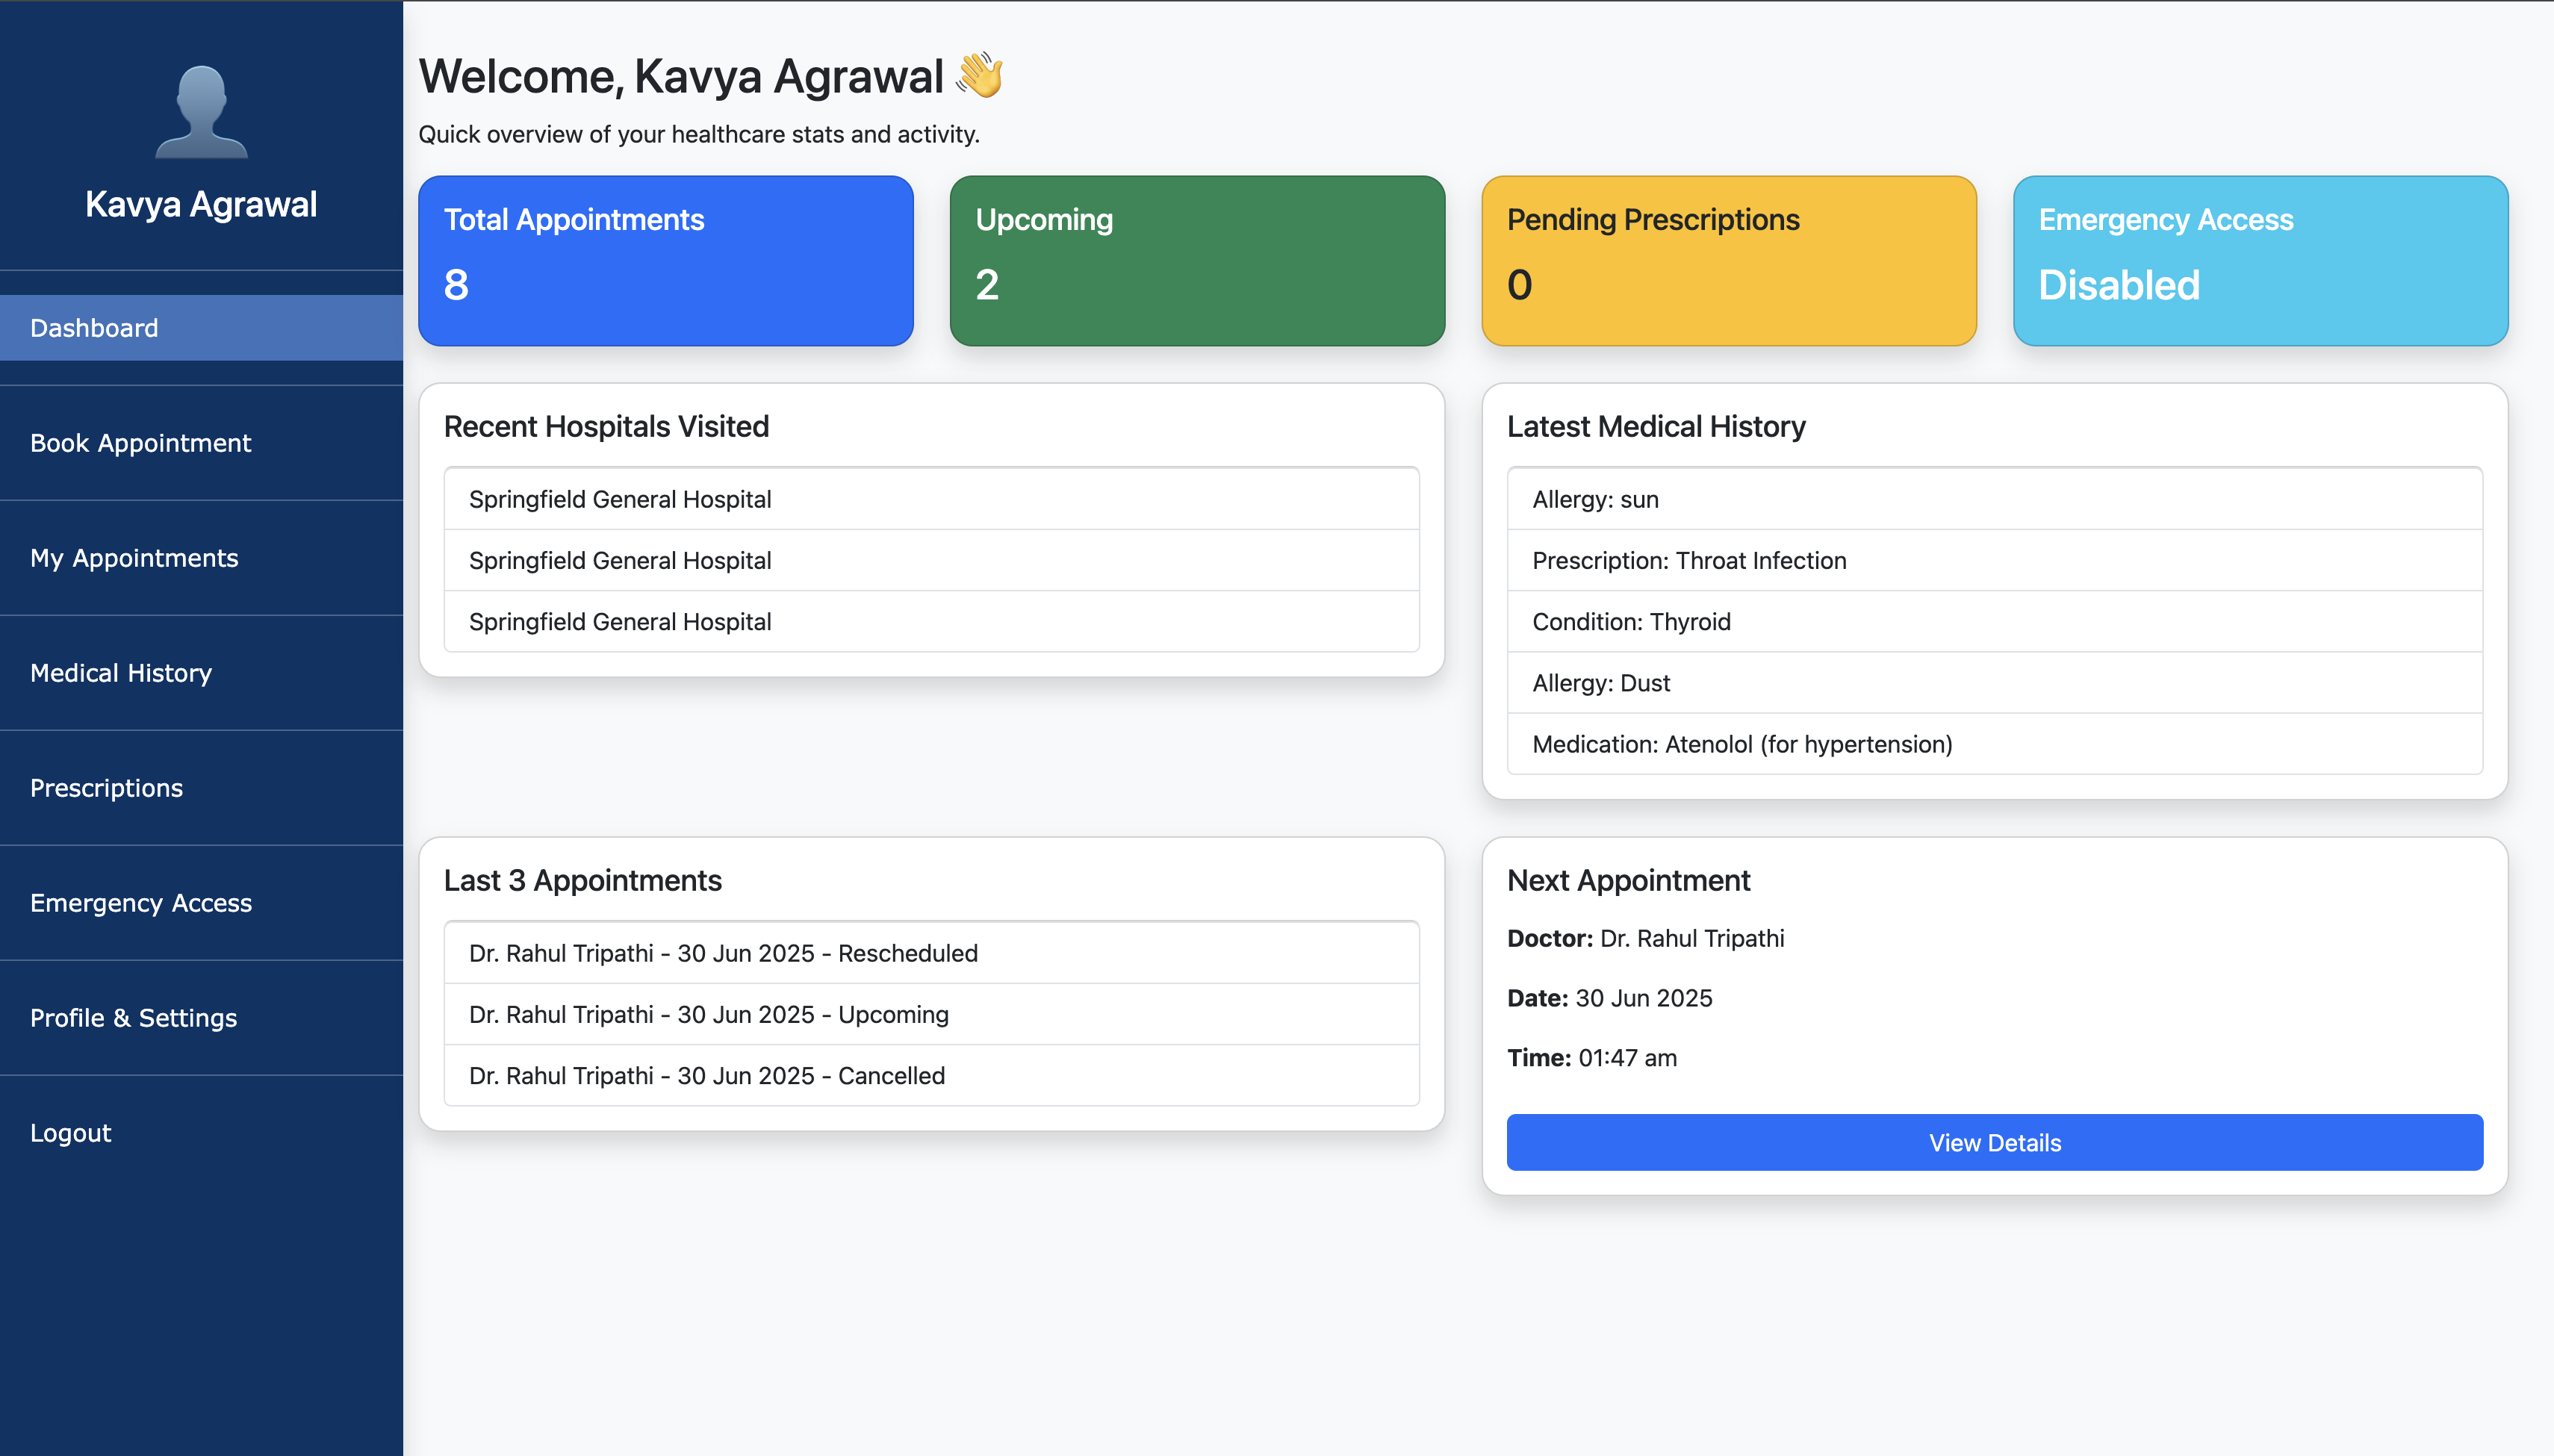 Kavya Agrawal
Dashboard
Book Appointment
My Appointments
Medical History
Prescriptions
Emergency Access
Profile & Settings
Logout
Welcome, Kavya Agrawal 👋
Quick overview of your healthcare stats and activity.
Total Appointments
8
Upcoming
2
Pending Prescriptions
0
Emergency Access
Disabled
Recent Hospitals Visited
Springfield General Hospital
Springfield General Hospital
Springfield General Hospital
Latest Medical History
Allergy: sun
Prescription: Throat Infection
Condition: Thyroid
Allergy: Dust
Medication: Atenolol (for hypertension)
Last 3 Appointments
Dr. Rahul Tripathi - 30 Jun 2025 - Rescheduled
Dr. Rahul Tripathi - 30 Jun 2025 - Upcoming
Dr. Rahul Tripathi - 30 Jun 2025 - Cancelled
Next Appointment
Doctor: Dr. Rahul Tripathi
Date: 30 Jun 2025
Time: 01:47 am
View Details